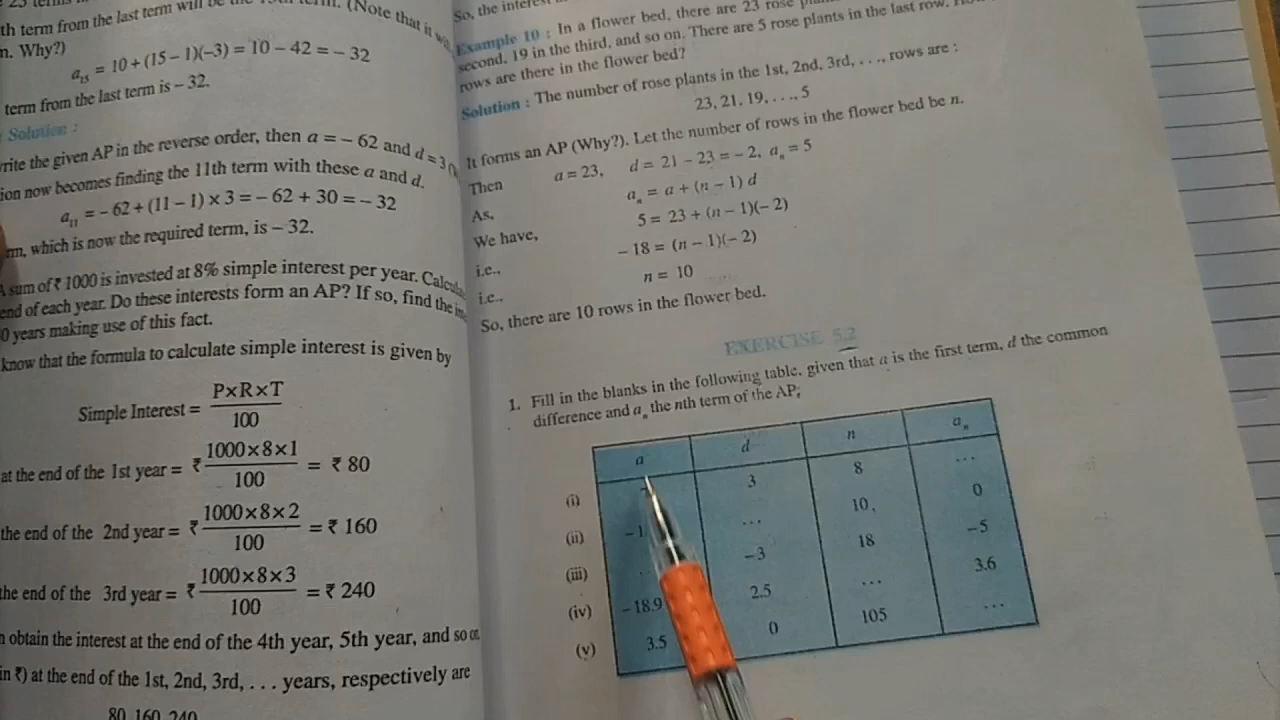 th term from the last term will be the
term. (Note that it
n. Why?)
a₁₅ = 10 + (15 – 1)(–3) = 10 – 42 = – 32
term from the last term is – 32.
Solution :
rite the given AP in the reverse order, then a = – 62 and d = 3
ion now becomes finding the 11th term with these a and d.
a₁₁ = – 62 + (11 – 1) × 3 = – 62 + 30 = – 32
rm, which is now the required term, is – 32.
A sum of ₹ 1000 is invested at 8% simple interest per year. Calcula
end of each year. Do these interests form an AP? If so, find the
0 years making use of this fact.
know that the formula to calculate simple interest is given by
Simple Interest = P×R×T / 100
at the end of the 1st year = ₹ 1000×8×1 / 100 = ₹ 80
the end of the 2nd year = ₹ 1000×8×2 / 100 = ₹ 160
the end of the 3rd year = ₹ 1000×8×3 / 100 = ₹ 240
obtain the interest at the end of the 4th year, 5th year, and so on
in ₹) at the end of the 1st, 2nd, 3rd, . . . years, respectively are
80, 160, 240
So, the interest
Example 10 : In a flower bed, there are 23 rose
second, 19 in the third, and so on. There are 5 rose plants in the last row.
rows are there in the flower bed?
Solution : The number of rose plants in the 1st, 2nd, 3rd, . . ., rows are :
23, 21, 19, . . ., 5
It forms an AP (Why?). Let the number of rows in the flower bed be n.
Then a = 23, d = 21 – 23 = – 2, aₙ = 5
As, aₙ = a + (n – 1) d
We have, 5 = 23 + (n – 1)(– 2)
i.e., – 18 = (n – 1)(– 2)
i.e., n = 10
So, there are 10 rows in the flower bed.
EXERCISE 5.2
1. Fill in the blanks in the following table, given that a is the first term, d the common
difference and aₙ the nth term of the AP:
a d n aₙ
(i) 3 8 . . .
(ii) . . . 10 0
(iii) –3 18 –5
(iv) –18.9 2.5 . . . 3.6
(v) 3.5 0 105 . . .